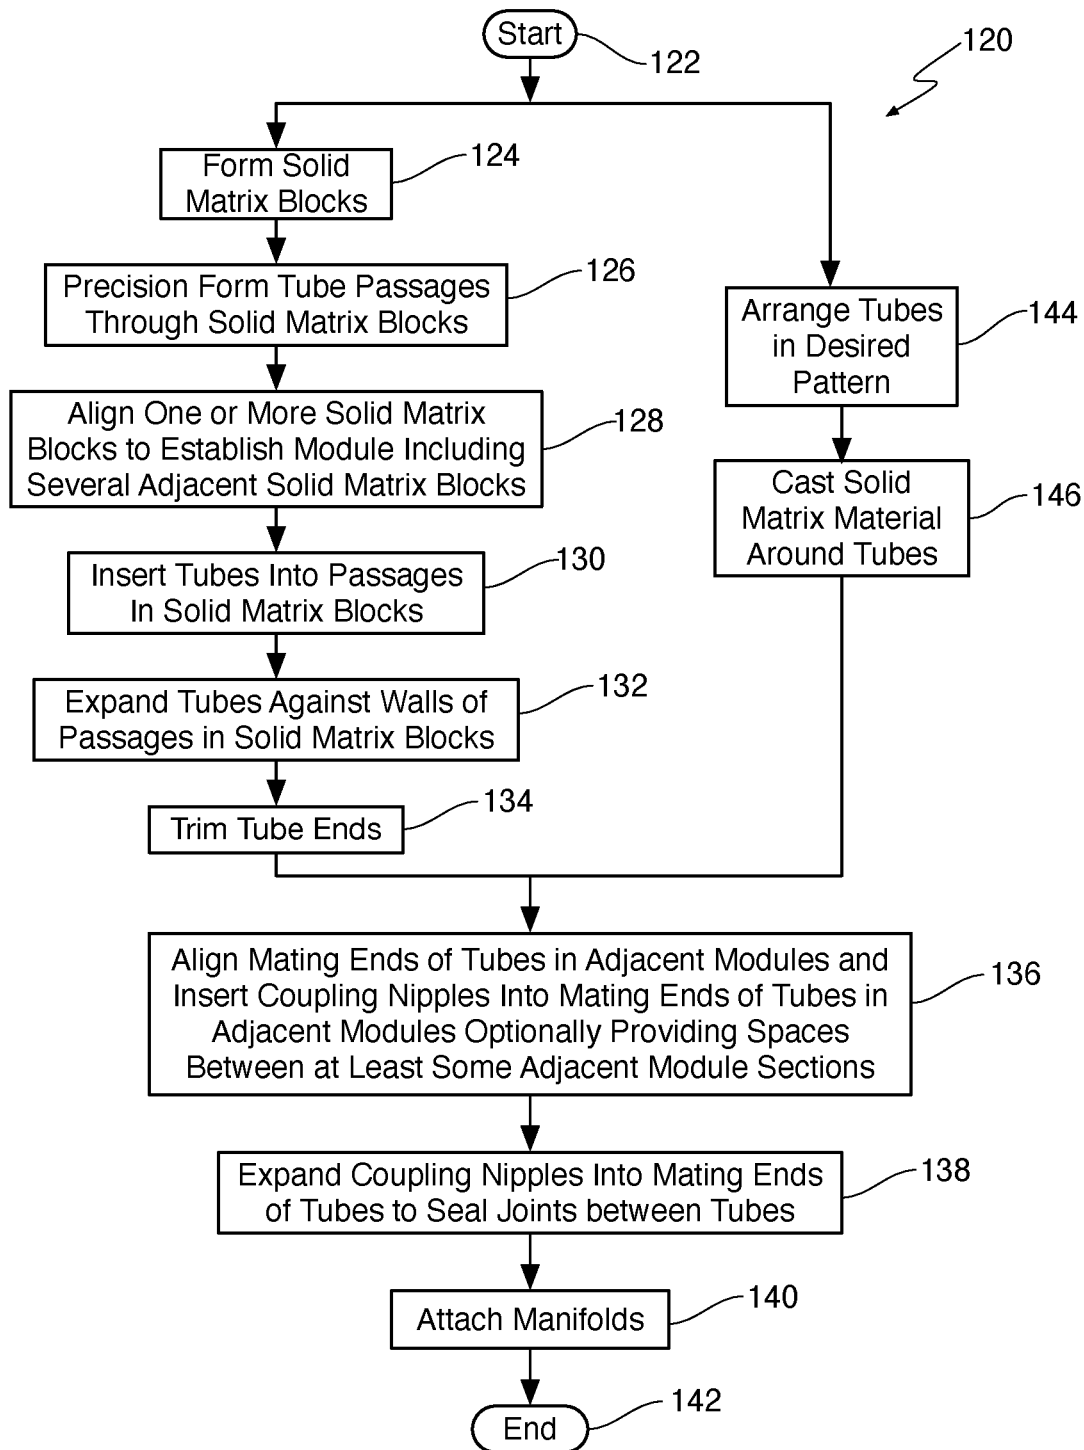 Start
122
120
Form Solid
Matrix Blocks
124
Precision Form Tube Passages
Through Solid Matrix Blocks
126
Align One or More Solid Matrix
Blocks to Establish Module Including
Several Adjacent Solid Matrix Blocks
128
Insert Tubes Into Passages
In Solid Matrix Blocks
130
Expand Tubes Against Walls of
Passages in Solid Matrix Blocks
132
Trim Tube Ends
134
Arrange Tubes
in Desired
Pattern
144
Cast Solid
Matrix Material
Around Tubes
146
Align Mating Ends of Tubes in Adjacent Modules and
Insert Coupling Nipples Into Mating Ends of Tubes in
Adjacent Modules Optionally Providing Spaces
Between at Least Some Adjacent Module Sections
136
Expand Coupling Nipples Into Mating Ends
of Tubes to Seal Joints between Tubes
138
Attach Manifolds
140
End
142